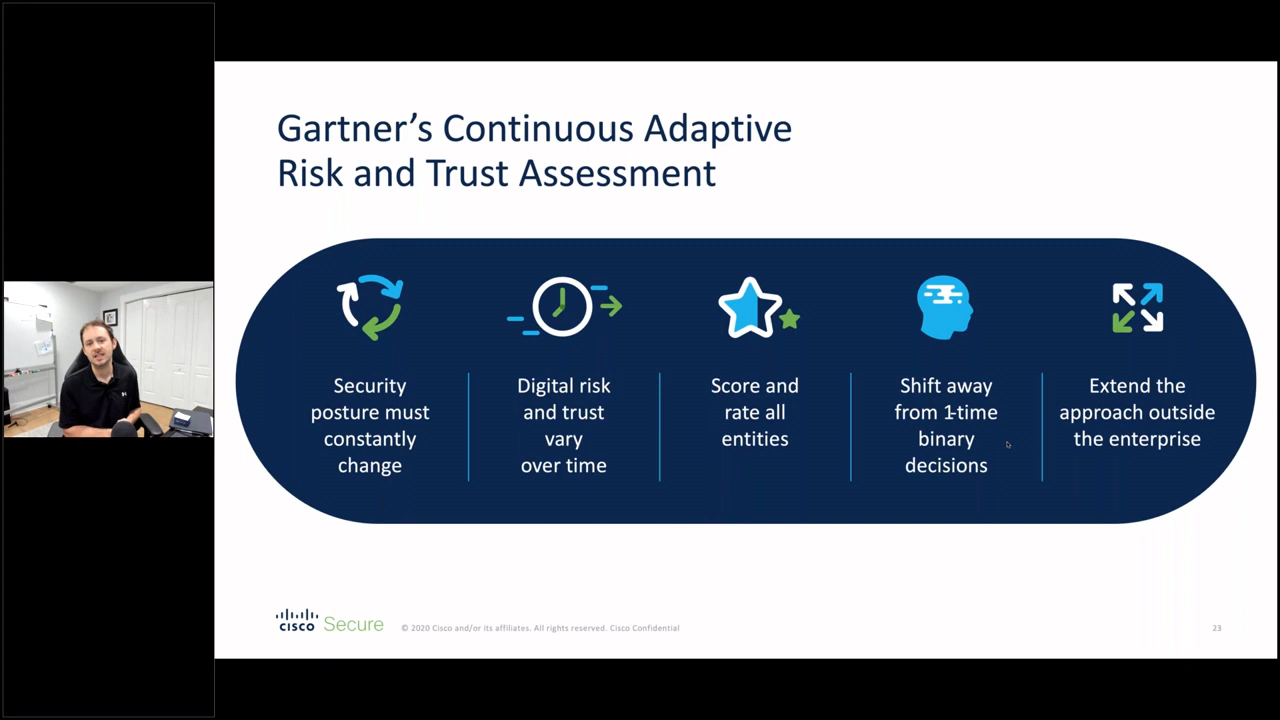 Gartner’s Continuous Adaptive
Risk and Trust Assessment
Security
posture must
constantly
change
Digital risk
and trust
vary
over time
Score and
rate all
entities
Shift away
from 1-time
binary
decisions
Extend the
approach outside
the enterprise
CISCO Secure
© 2020 Cisco and/or its affiliates. All rights reserved. Cisco Confidential
23